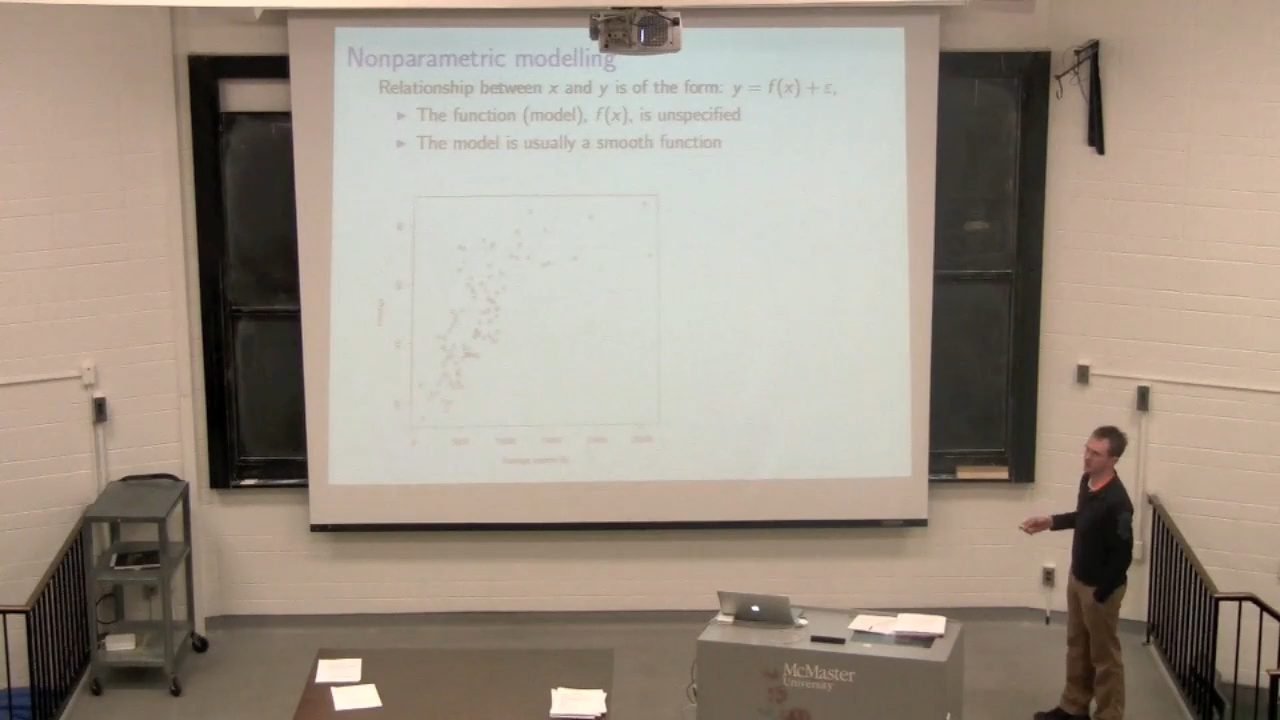 Nonparametric modelling
Relationship between x and y is of the form: y = f(x) + ε,
► The function (model), f(x), is unspecified
► The model is usually a smooth function
McMaster
University